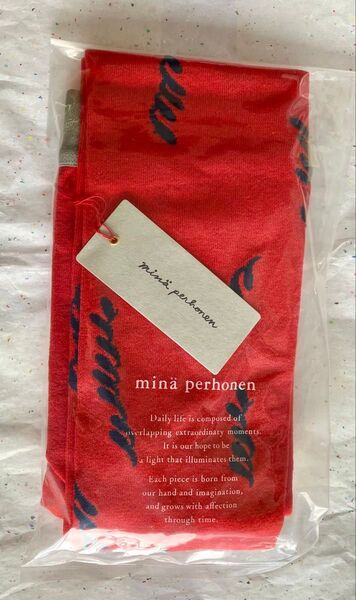 minä perhonen
minä perhonen
Daily life is composed of
overlapping extraordinary moments.
It is our hope to be
a light that illuminates them.
Each piece is born from
our hand and imagination,
and grows with affection
through time.